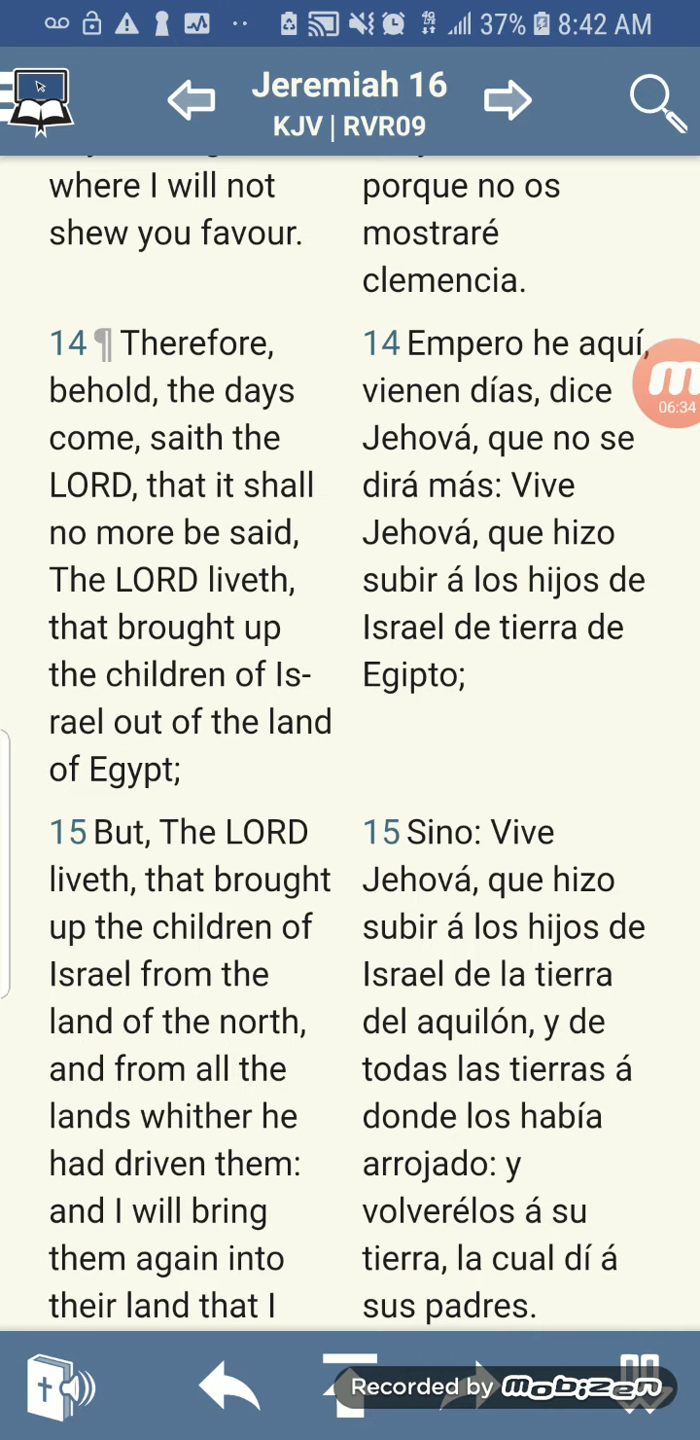 37% 8:42 AM
Jeremiah 16
KJV | RVR09
where I will not
shew you favour.
14 ¶ Therefore,
behold, the days
come, saith the
LORD, that it shall
no more be said,
The LORD liveth,
that brought up
the children of Is-
rael out of the land
of Egypt;
15 But, The LORD
liveth, that brought
up the children of
Israel from the
land of the north,
and from all the
lands whither he
had driven them:
and I will bring
them again into
their land that I
porque no os
mostraré
clemencia.
14 Empero he aquí,
vienen días, dice
Jehová, que no se
dirá más: Vive
Jehová, que hizo
subir á los hijos de
Israel de tierra de
Egipto;
15 Sino: Vive
Jehová, que hizo
subir á los hijos de
Israel de la tierra
del aquilón, y de
todas las tierras á
donde los había
arrojado: y
volverélos á su
tierra, la cual dí á
sus padres.
m
06:34
Recorded by mobizen